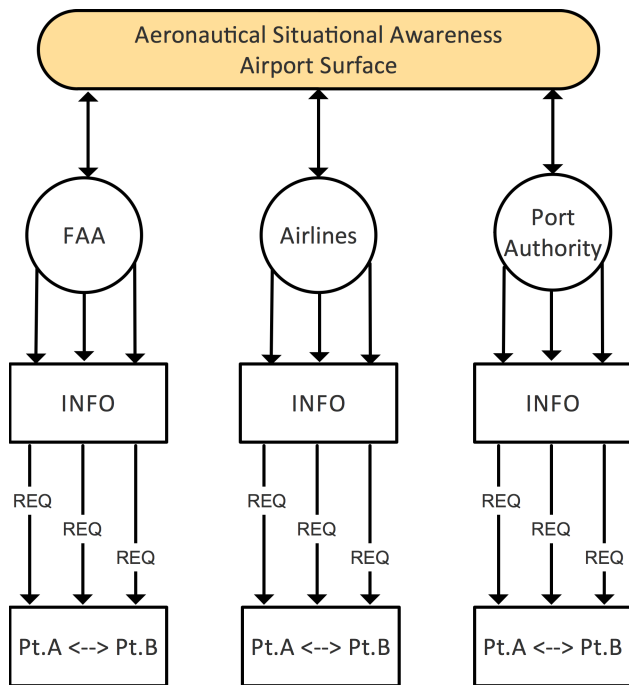 Aeronautical Situational Awareness
Airport Surface
FAA
Airlines
Port
Authority
INFO
INFO
INFO
REQ
REQ
REQ
REQ
REQ
REQ
REQ
REQ
REQ
Pt.A <--> Pt.B
Pt.A <--> Pt.B
Pt.A <--> Pt.B